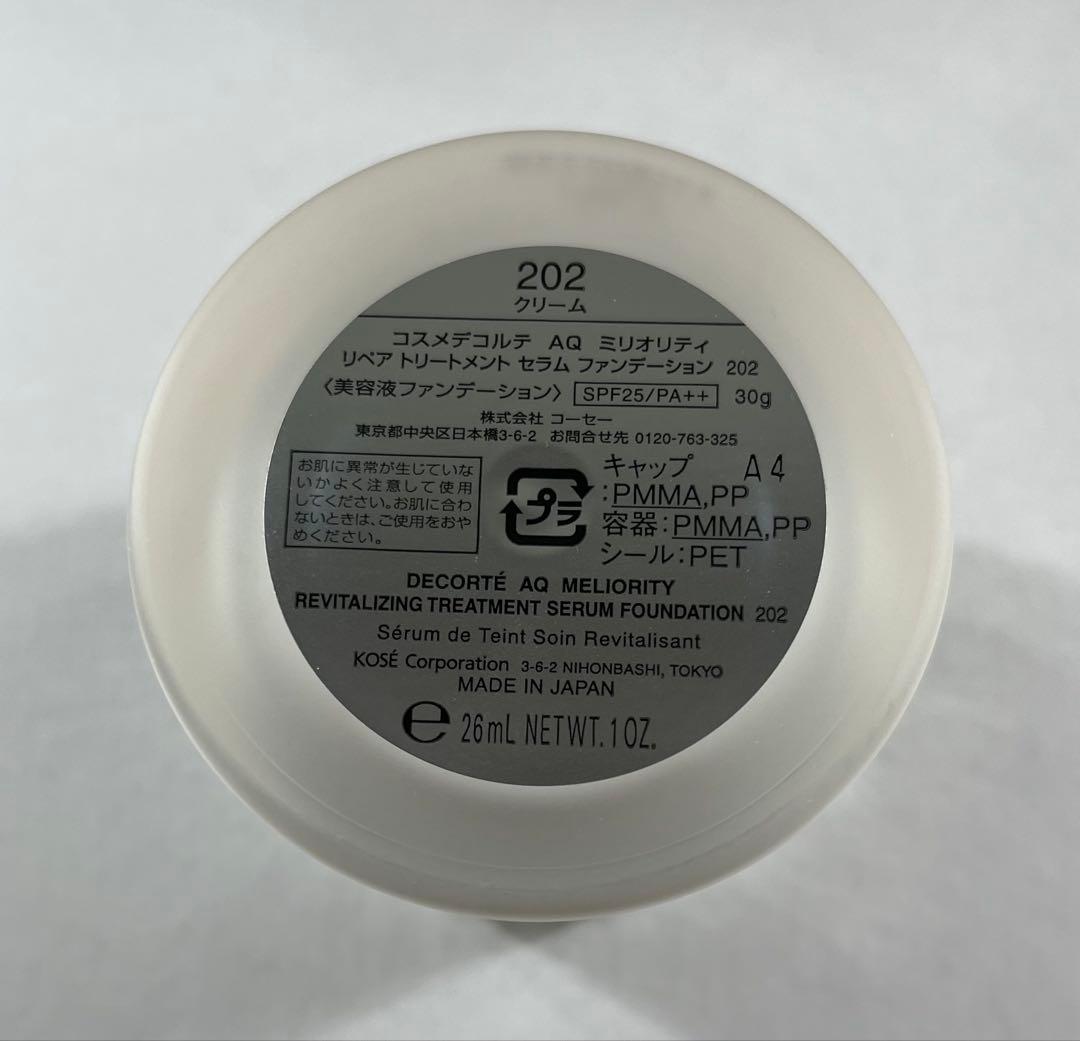 202
クリーム
コスメデコルテ AQ ミリオリティ
リペア トリートメント セラム ファンデーション 202
〈美容液ファンデーション〉 SPF25/PA++ 30g
株式会社 コーセー
東京都中央区日本橋3-6-2 お問合せ先 0120-763-325
お肌に異常が生じていな
いかよく注意して使用
してください。お肌に合わ
ないときは、ご使用をおや
めください。
プラ
キャップ A4
:PMMA,PP
容器:PMMA,PP
シール:PET
DECORTÉ AQ MELIORITY
REVITALIZING TREATMENT SERUM FOUNDATION 202
Sérum de Teint Soin Revitalisant
KOSÉ Corporation 3-6-2 NIHONBASHI, TOKYO
MADE IN JAPAN
℮ 26mL NETWT. 1 OZ.